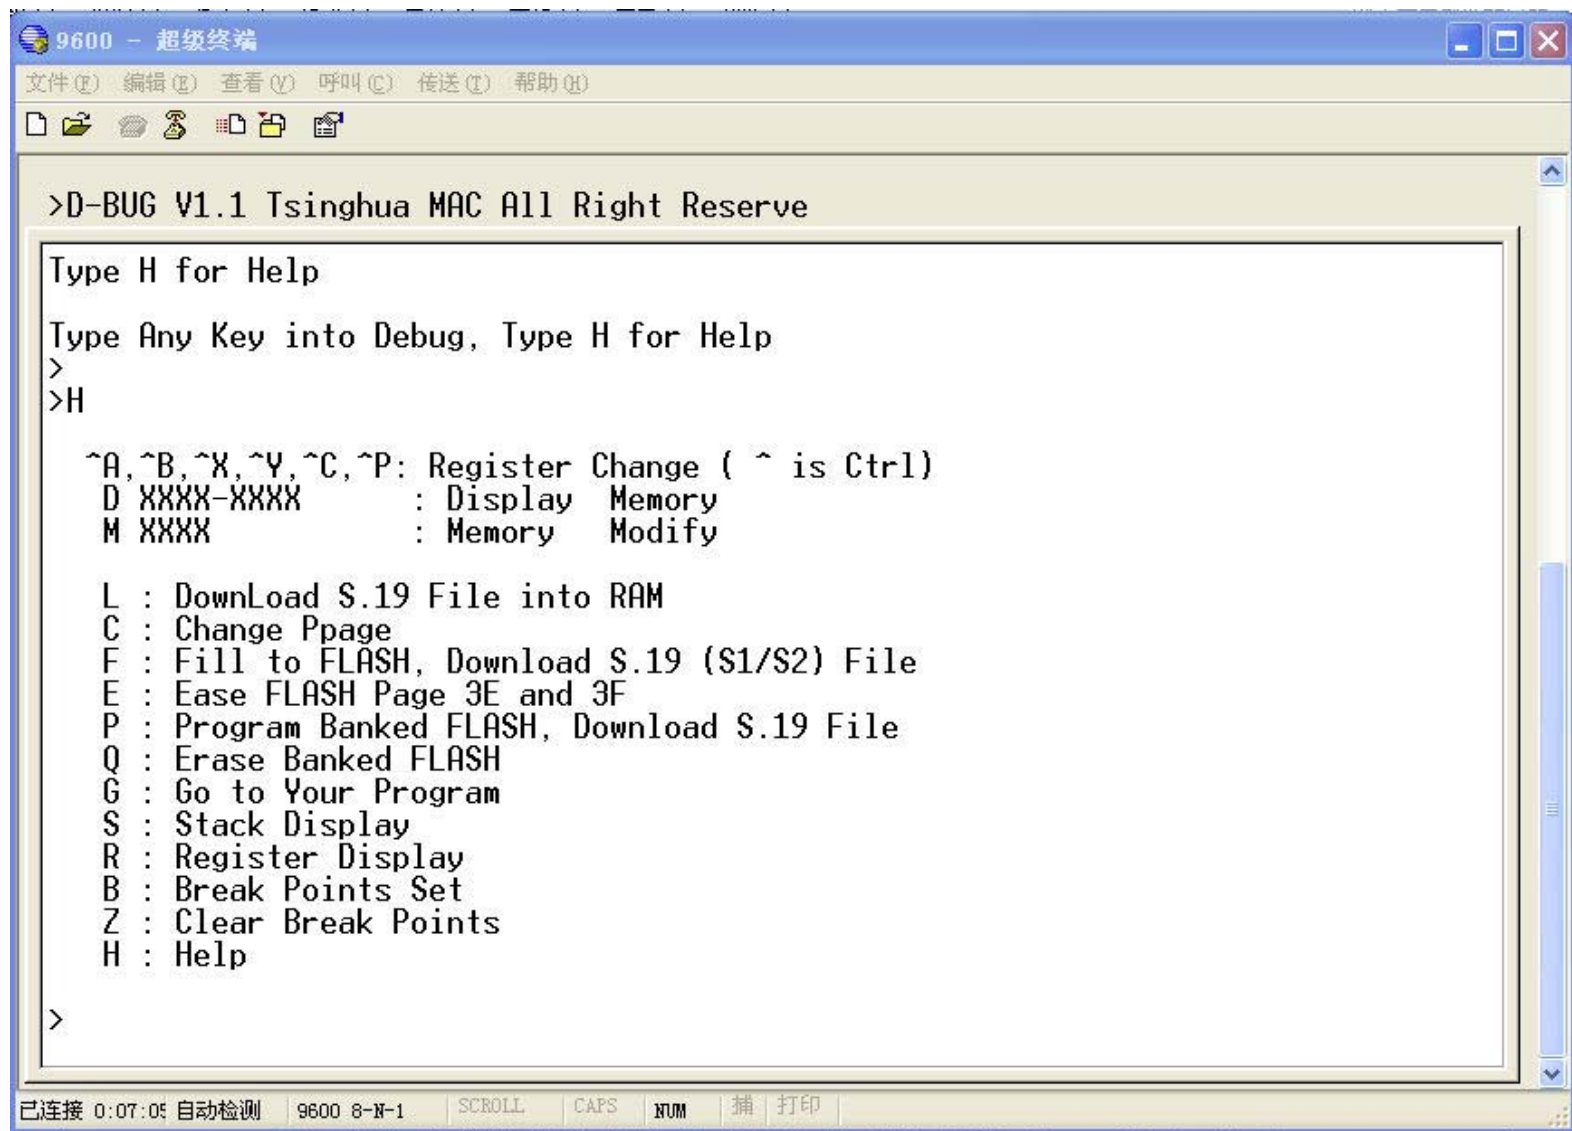 9600 - 超级终端
文件(F) 编辑(E) 查看(V) 呼叫(C) 传送(T) 帮助(H)
>D-BUG V1.1 Tsinghua MAC All Right Reserve
Type H for Help
Type Any Key into Debug, Type H for Help
>
>H
^A,^B,^X,^Y,^C,^P: Register Change ( ^ is Ctrl)
D XXXX-XXXX : Display Memory
M XXXX : Memory Modify
L : DownLoad S.19 File into RAM
C : Change Ppage
F : Fill to FLASH, Download S.19 (S1/S2) File
E : Ease FLASH Page 3E and 3F
P : Program Banked FLASH, Download S.19 File
Q : Erase Banked FLASH
G : Go to Your Program
S : Stack Display
R : Register Display
B : Break Points Set
Z : Clear Break Points
H : Help
>
已连接 0:07:05 自动检测 9600 8-N-1 SCROLL CAPS NUM 捕 打印